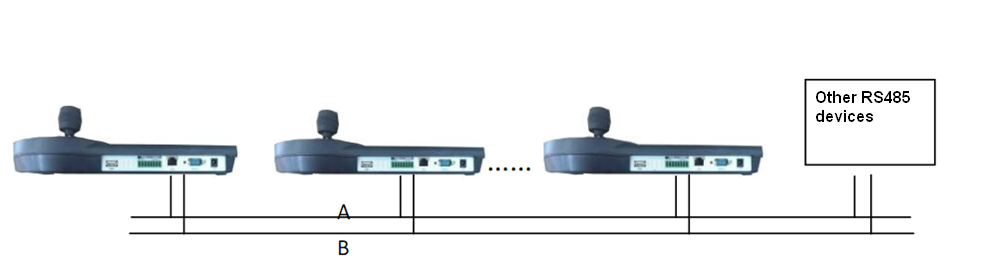 Other RS485
devices
......
A
B